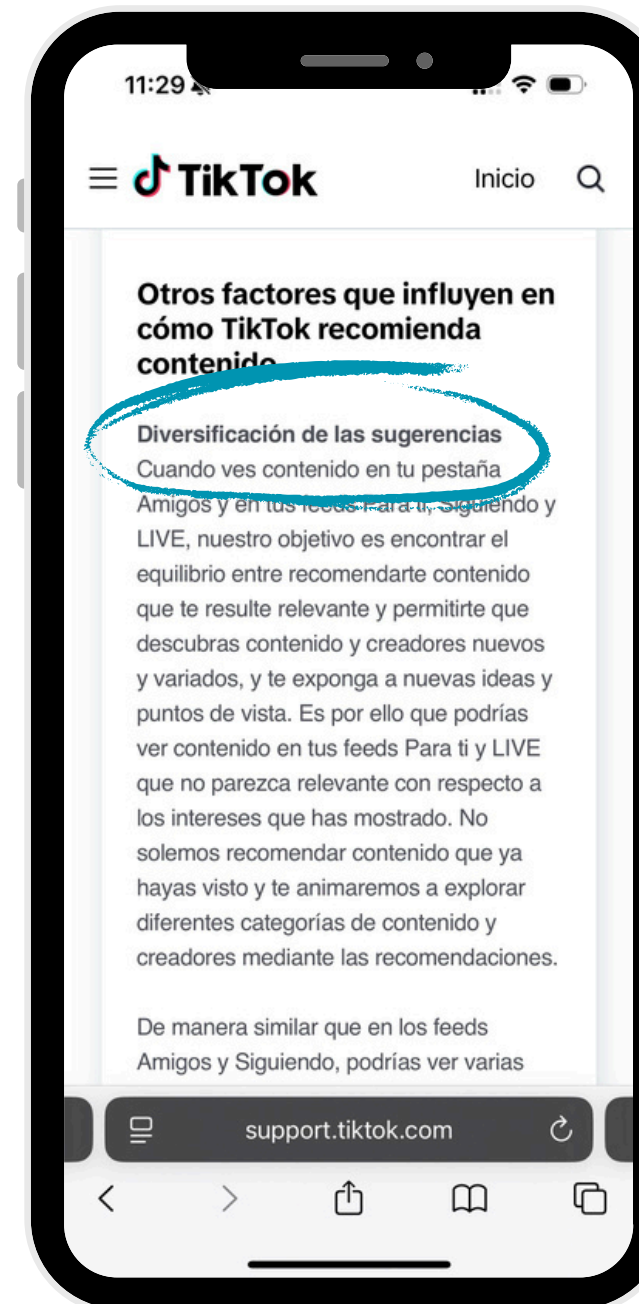 11:29
TikTok
Inicio
Otros factores que influyen en
cómo TikTok recomienda
contenido
Diversificación de las sugerencias
Cuando ves contenido en tu pestaña
Amigos y en tus feeds Para ti, Siguiendo y
LIVE, nuestro objetivo es encontrar el
equilibrio entre recomendarte contenido
que te resulte relevante y permitirte que
descubras contenido y creadores nuevos
y variados, y te exponga a nuevas ideas y
puntos de vista. Es por ello que podrías
ver contenido en tus feeds Para ti y LIVE
que no parezca relevante con respecto a
los intereses que has mostrado. No
solemos recomendar contenido que ya
hayas visto y te animaremos a explorar
diferentes categorías de contenido y
creadores mediante las recomendaciones.
De manera similar que en los feeds
Amigos y Siguiendo, podrías ver varias
support.tiktok.com